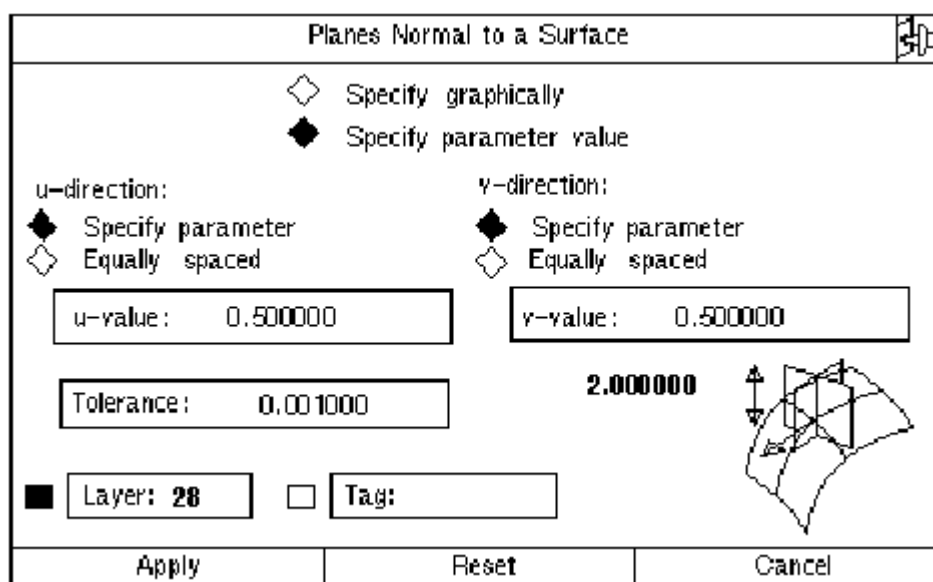 Planes Normal to a Surface
Specify graphically
Specify parameter value
u-direction:
Specify parameter
Equally spaced
u-value: 0.500000
v-direction:
Specify parameter
Equally spaced
v-value: 0.500000
Tolerance: 0.001000
2.000000
Layer: 28
Tag:
Apply Reset Cancel